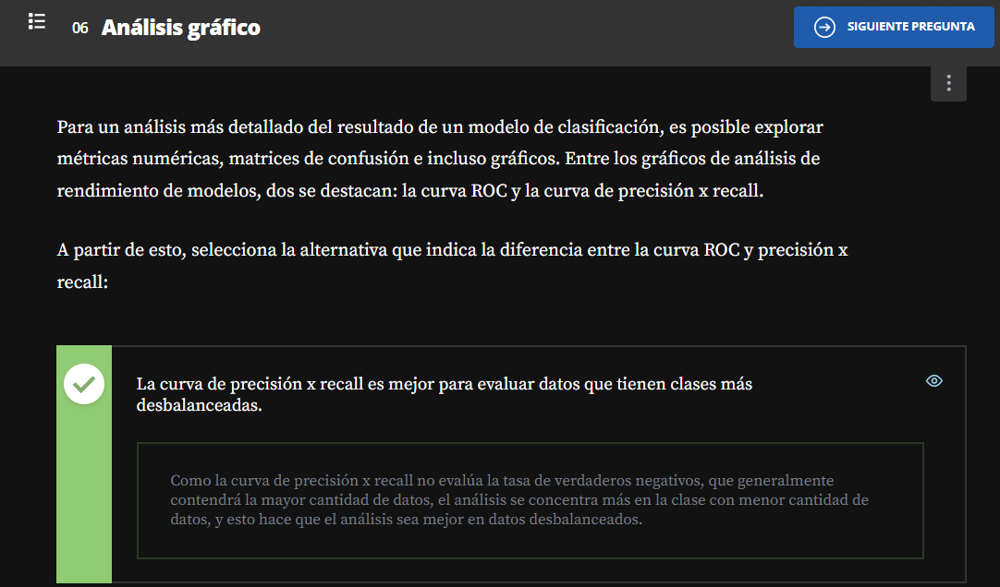 06 Análisis gráfico
SIGUIENTE PREGUNTA
Para un análisis más detallado del resultado de un modelo de clasificación, es posible explorar
métricas numéricas, matrices de confusión e incluso gráficos. Entre los gráficos de análisis de
rendimiento de modelos, dos se destacan: la curva ROC y la curva de precisión x recall.
A partir de esto, selecciona la alternativa que indica la diferencia entre la curva ROC y precisión x
recall:
La curva de precisión x recall es mejor para evaluar datos que tienen clases más
desbalanceadas.
Como la curva de precisión x recall no evalúa la tasa de verdaderos negativos, que generalmente
contendrá la mayor cantidad de datos, el análisis se concentra más en la clase con menor cantidad de
datos, y esto hace que el análisis sea mejor en datos desbalanceados.